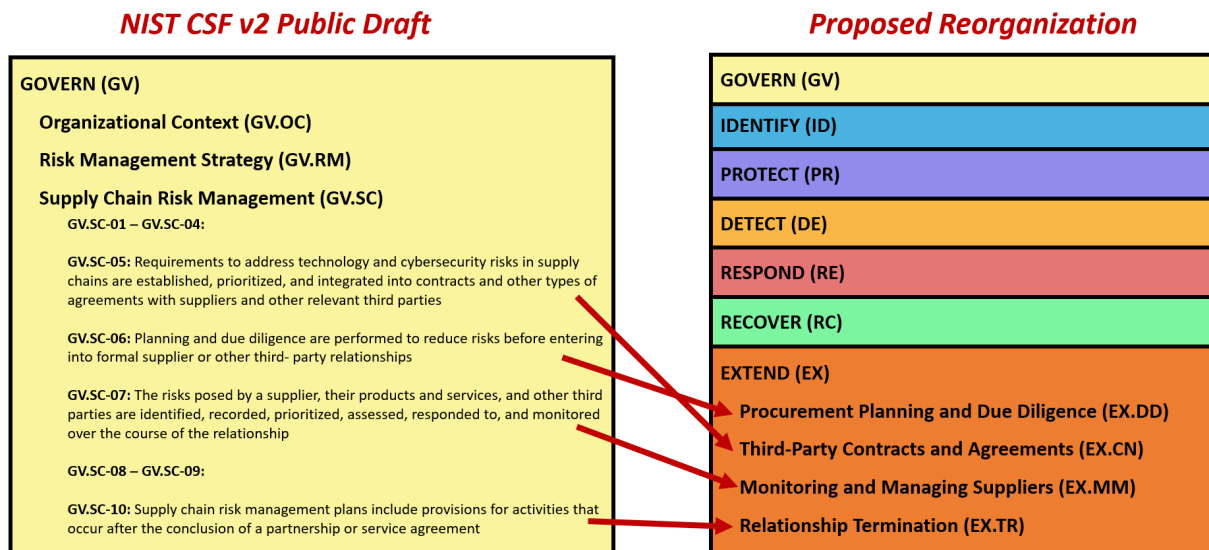 NIST CSF v2 Public Draft
GOVERN (GV)
Organizational Context (GV.OC)
Risk Management Strategy (GV.RM)
Supply Chain Risk Management (GV.SC)
GV.SC-01 – GV.SC-04:
GV.SC-05: Requirements to address technology and cybersecurity risks in supply
chains are established, prioritized, and integrated into contracts and other types of
agreements with suppliers and other relevant third parties
GV.SC-06: Planning and due diligence are performed to reduce risks before entering
into formal supplier or other third- party relationships
GV.SC-07: The risks posed by a supplier, their products and services, and other third
parties are identified, recorded, prioritized, assessed, responded to, and monitored
over the course of the relationship
GV.SC-08 – GV.SC-09:
GV.SC-10: Supply chain risk management plans include provisions for activities that
occur after the conclusion of a partnership or service agreement
Proposed Reorganization
GOVERN (GV)
IDENTIFY (ID)
PROTECT (PR)
DETECT (DE)
RESPOND (RE)
RECOVER (RC)
EXTEND (EX)
Procurement Planning and Due Diligence (EX.DD)
Third-Party Contracts and Agreements (EX.CN)
Monitoring and Managing Suppliers (EX.MM)
Relationship Termination (EX.TR)